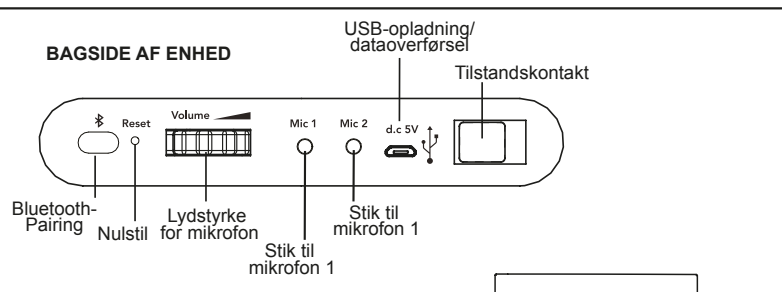 USB-opladning/
dataoverførsel
BAGSIDE AF ENHED
Tilstandskontakt
Reset
Volume
Mic 1
Mic 2
d.c 5V
Bluetooth-
Pairing
Nulstil
Lydstyrke
for mikrofon
Stik til
mikrofon 1
Stik til
mikrofon 1